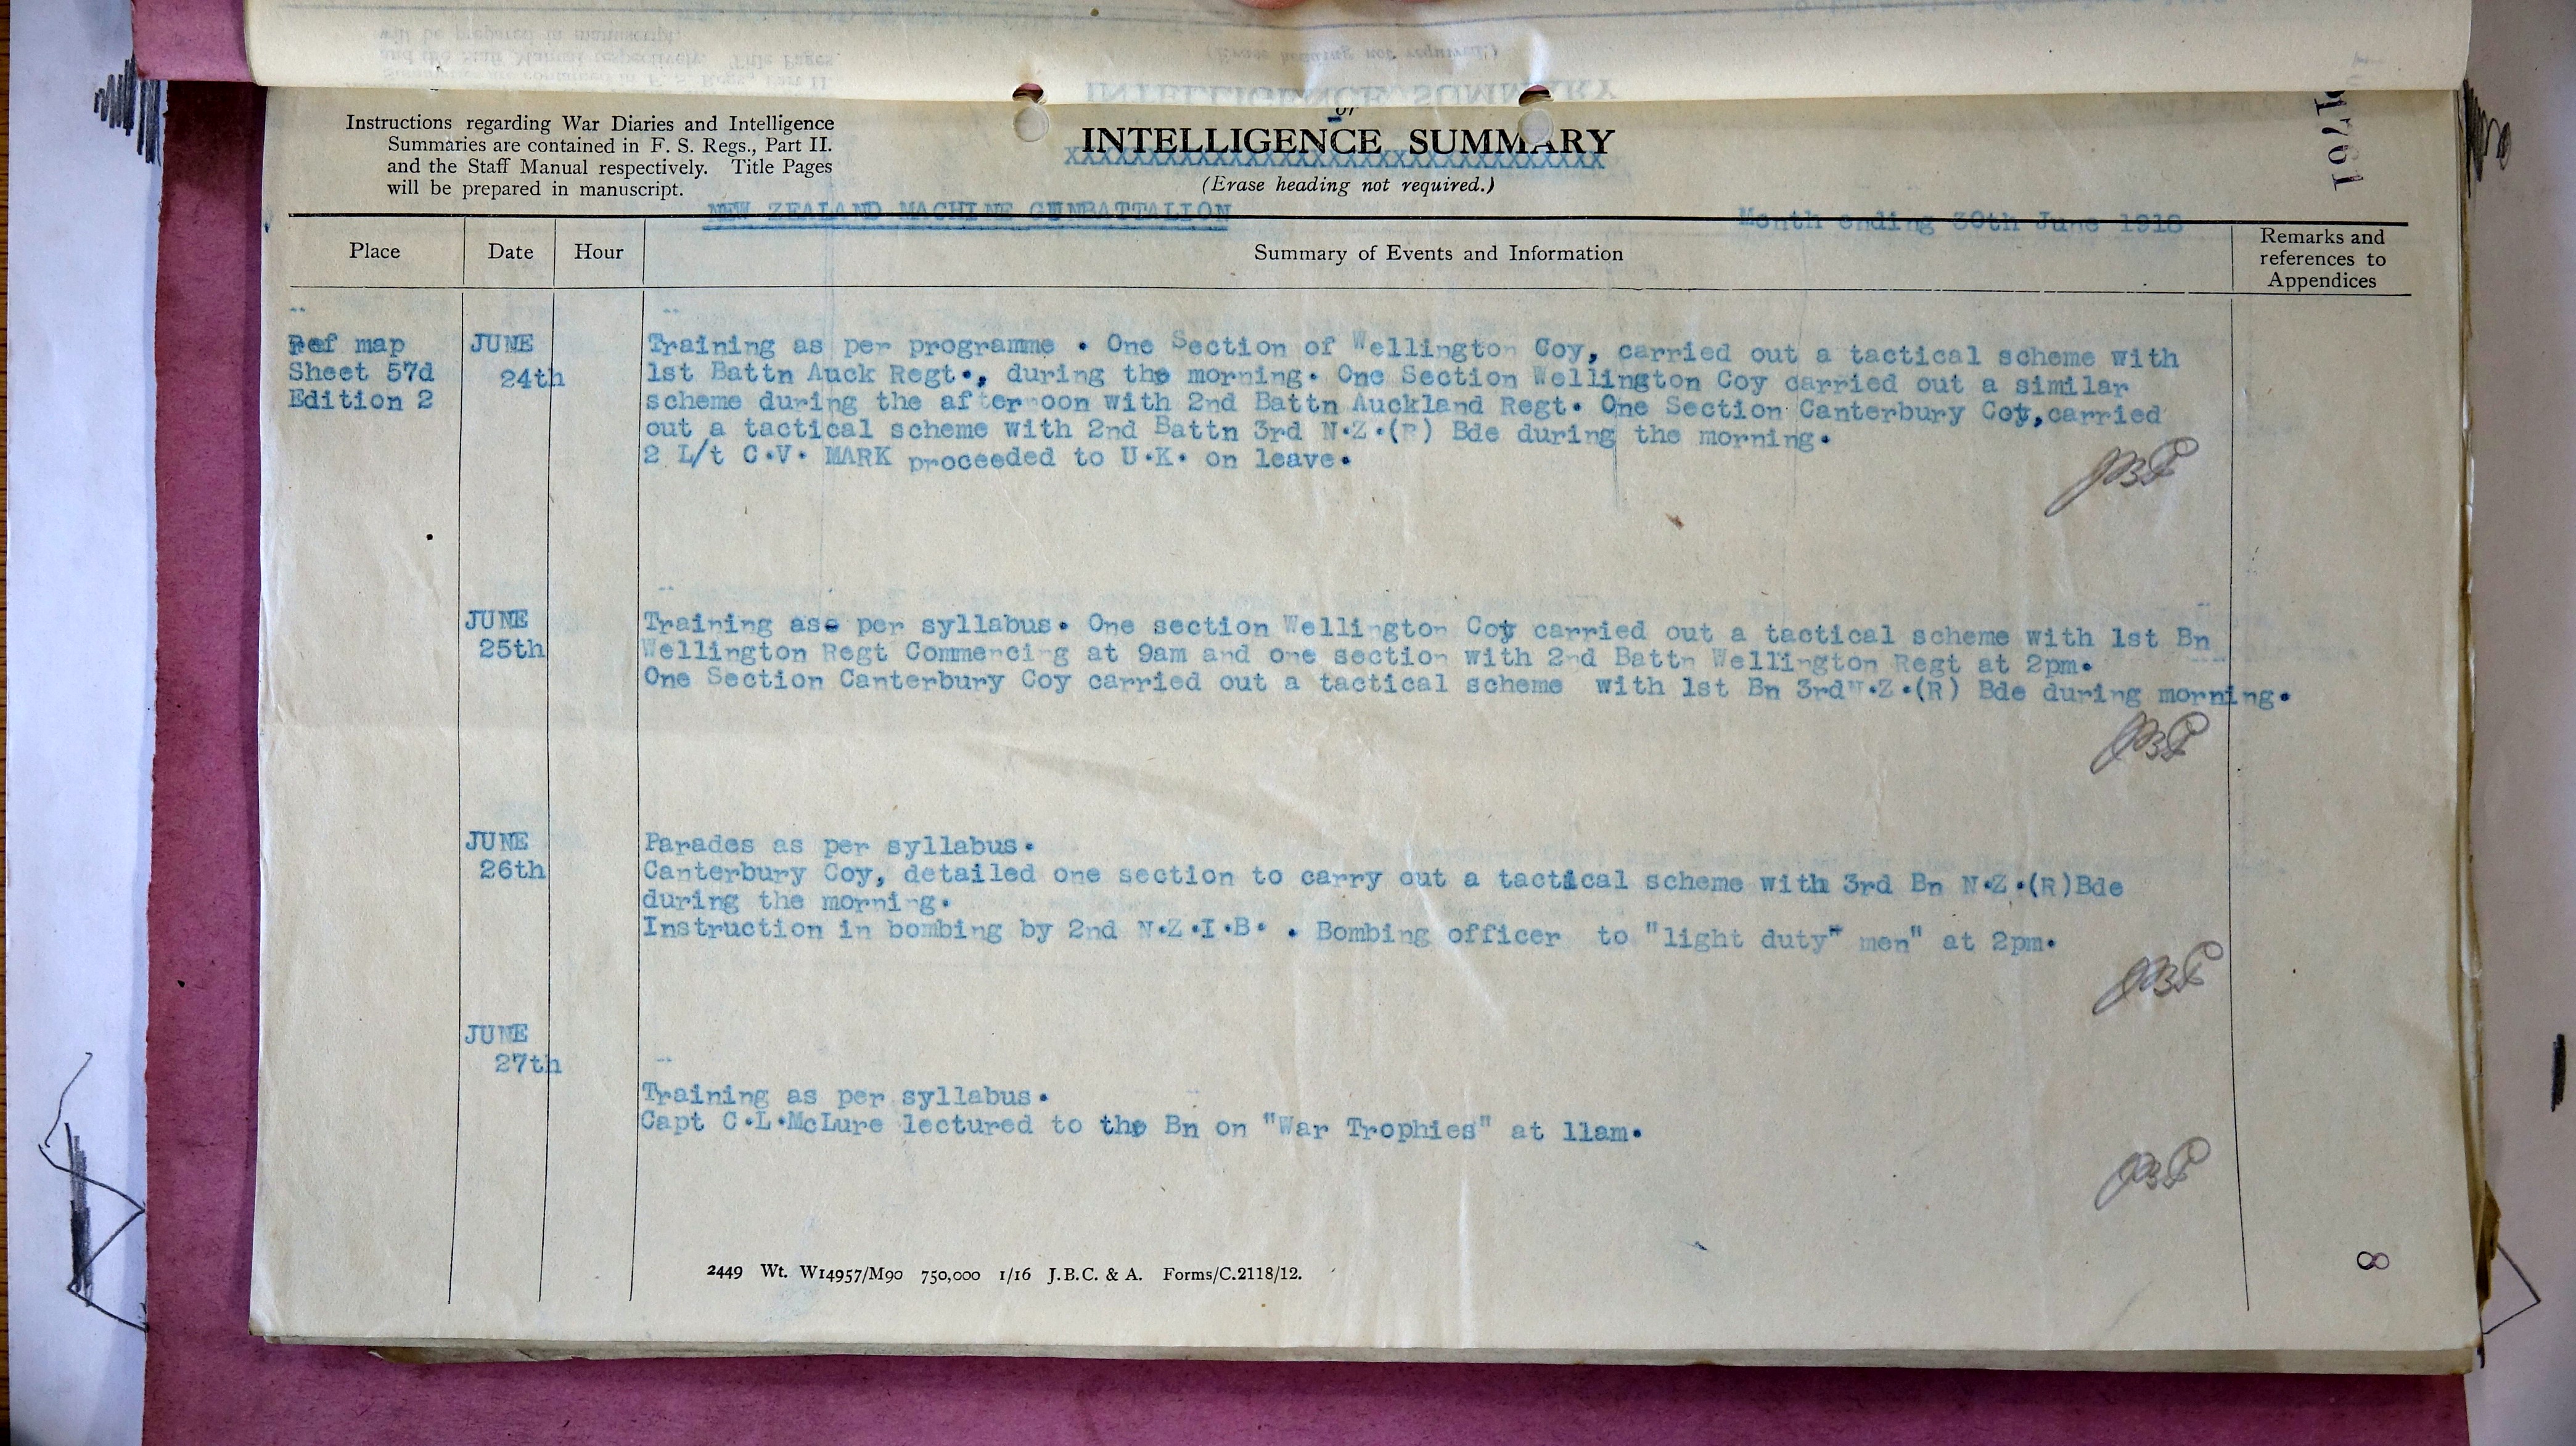 Instructions regarding War Diaries and Intelligence
Summaries are contained in F. S. Regs., Part II.
and the Staff Manual respectively. Title Pages
will be prepared in manuscript.
or
INTELLIGENCE SUMMARY
XXXXXXXXXXXXXXXXXXXXXXXXXXXXXXXXXX
(Erase heading not required.)
1761
NEW ZEALAND MACHINE GUNBATTALION
Month ending 30th June 1918
Place Date Hour Summary of Events and Information Remarks and
references to
Appendices
Ref map
Sheet 57d
Edition 2
JUNE
24th
Training as per programme . One Section of Wellington Coy, carried out a tactical scheme with
1st Battn Auck Regt., during the morning. One Section Wellington Coy carried out a similar
scheme during the afternoon with 2nd Battn Auckland Regt. One Section Canterbury Coy, carried
out a tactical scheme with 2nd Battn 3rd N.Z.(R) Bde during the morning.
2 L/t C.V. MARK proceeded to U.K. on leave.
JUNE
25th
Training ase per syllabus. One section Wellington Coy carried out a tactical scheme with 1st Bn
Wellington Regt Commencing at 9am and one section with 2nd Battn Wellington Regt at 2pm.
One Section Canterbury Coy carried out a tactical scheme with 1st Bn 3rd N.Z.(R) Bde during morning.
JUNE
26th
Parades as per syllabus.
Canterbury Coy, detailed one section to carry out a tactical scheme with 3rd Bn N.Z.(R)Bde
during the morning.
Instruction in bombing by 2nd N.Z.I.B. . Bombing officer to "light duty" men" at 2pm.
JUNE
27th
Training as per syllabus.
Capt C.L.McLure lectured to the Bn on "War Trophies" at 11am.
2449 Wt. W14957/M90 750,000 1/16 J.B.C. & A. Forms/C.2118/12.
8